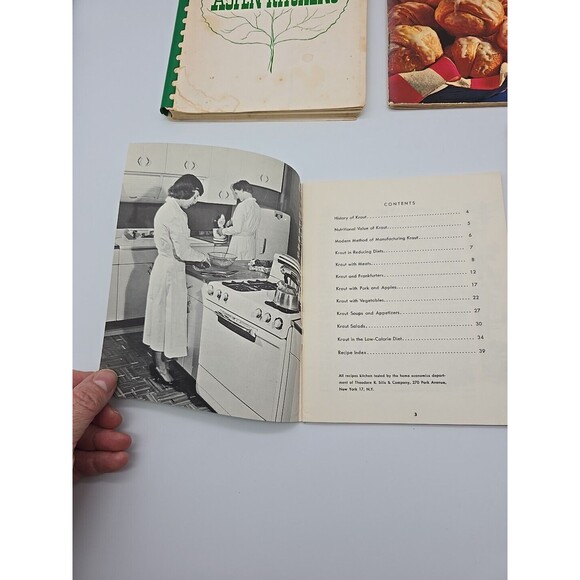 ASPEN KITCHENS
CONTENTS
History of Kraut 4
Nutritional Value of Kraut 5
Modern Method of Manufacturing Kraut 6
Kraut in Reducing Diets 7
Kraut with Meats 8
Kraut and Frankfurters 12
Kraut with Pork and Apples 17
Kraut with Vegetables 22
Kraut Soups and Appetizers 27
Kraut Salads 30
Kraut in the Low-Calorie Diet 34
Recipe Index 39
All recipes kitchen tested by the home economics depart-
ment of Theodore R. Sills & Company, 270 Park Avenue,
New York 17, N.Y.
3